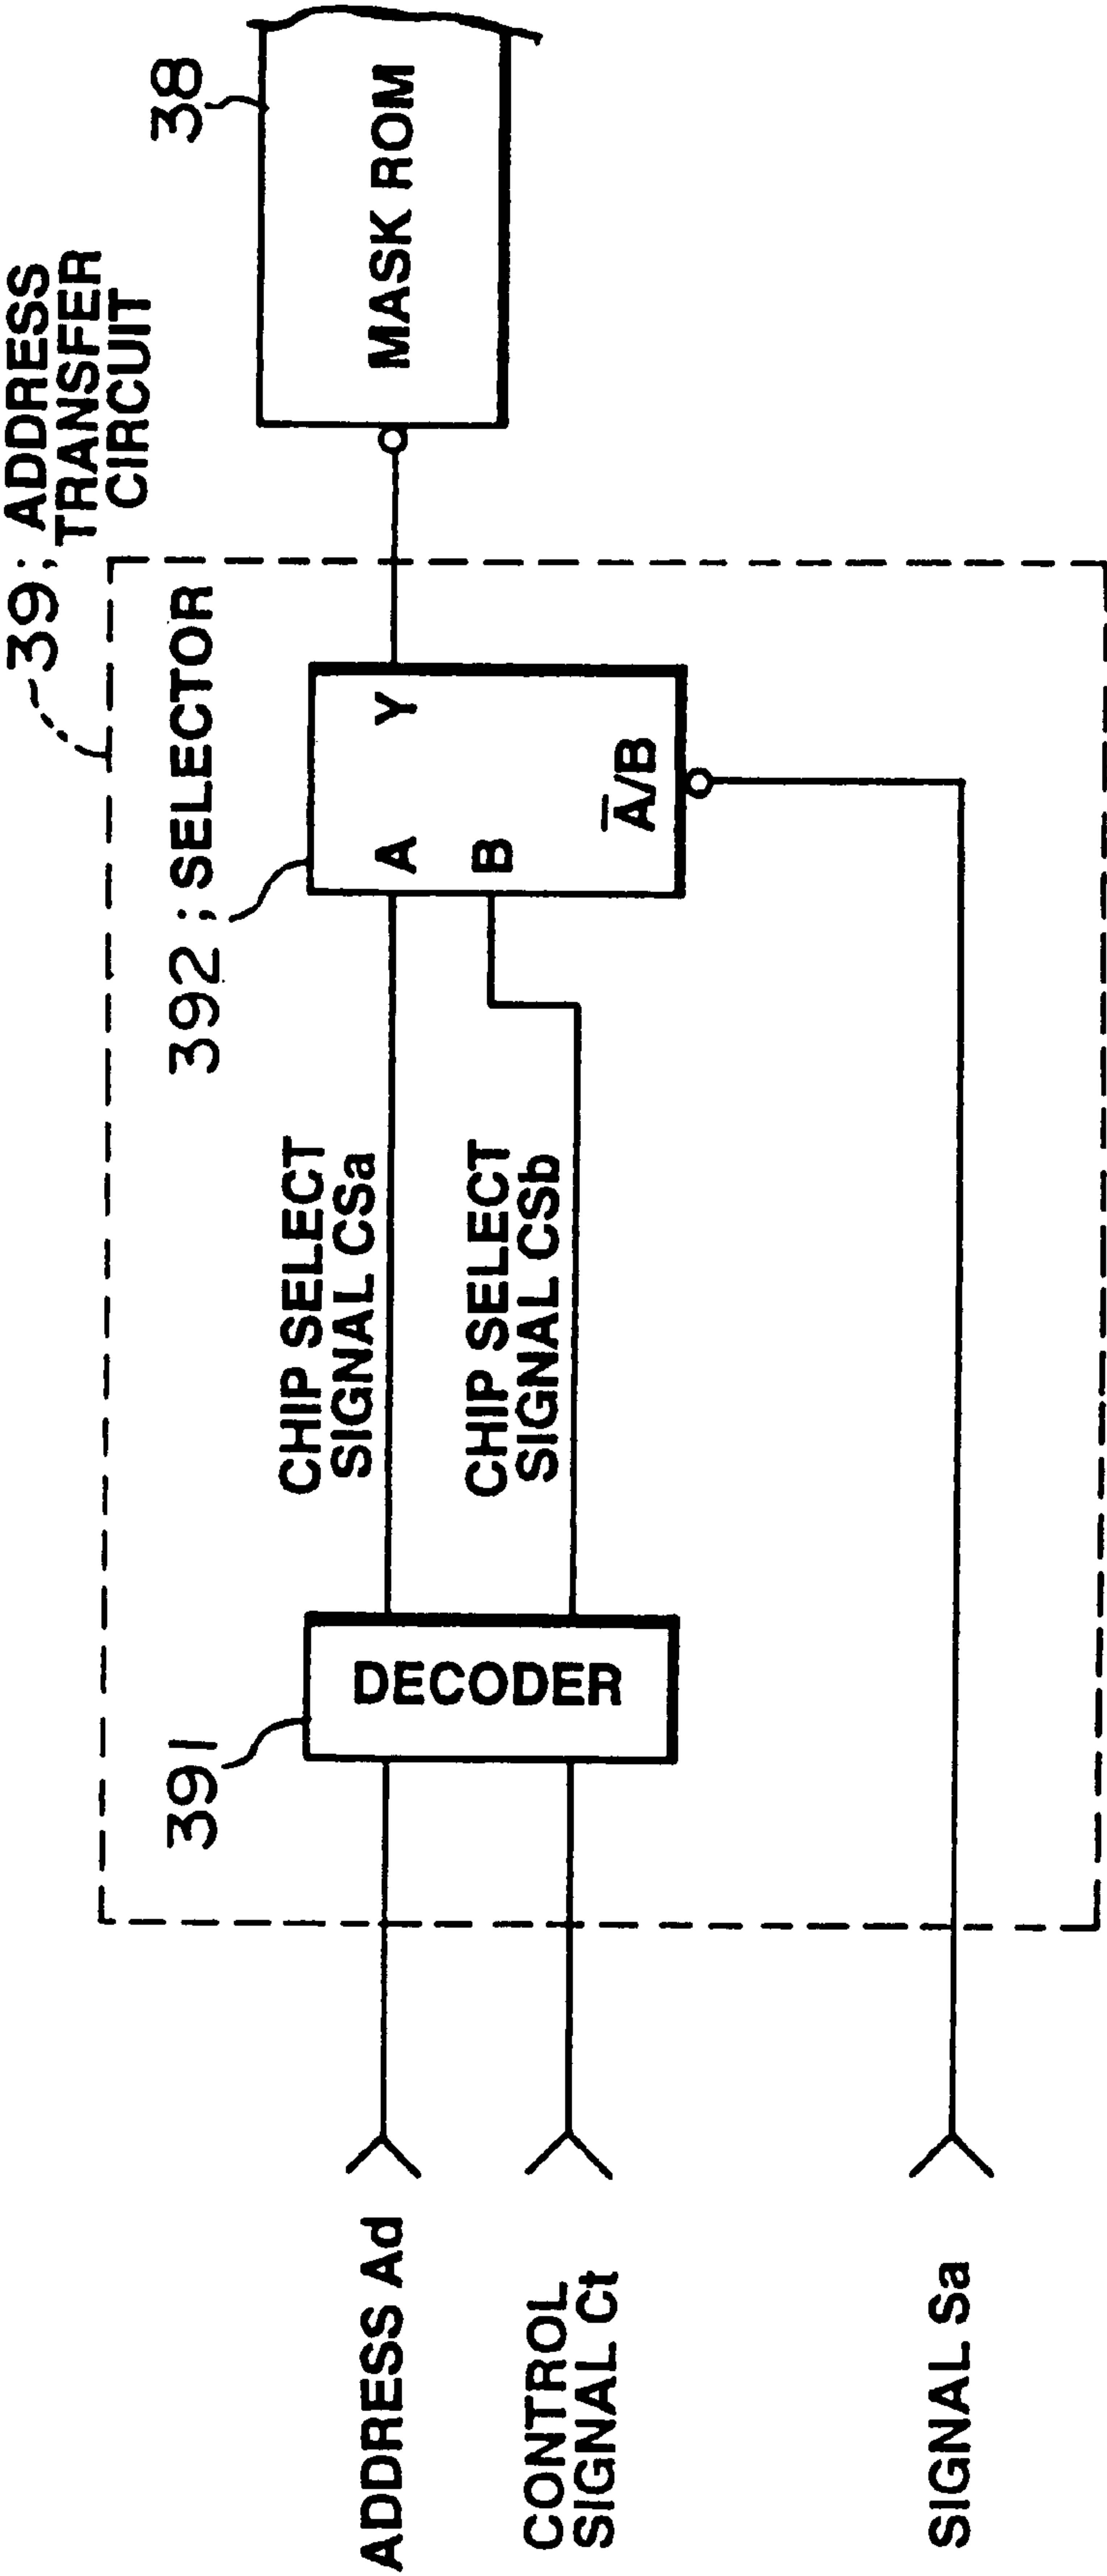 39; ADDRESS
TRANSFER
CIRCUIT
38
MASK ROM
392; SELECTOR
A
Y
B
A̅/B
CHIP SELECT
SIGNAL CSa
CHIP SELECT
SIGNAL CSb
391
DECODER
ADDRESS Ad
CONTROL
SIGNAL Ct
SIGNAL Sa